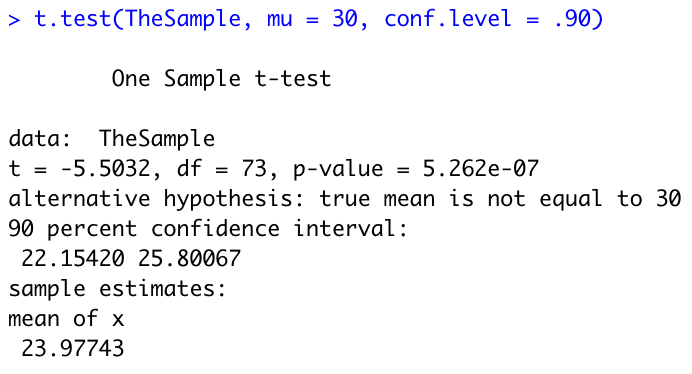 > t.test(TheSample, mu = 30, conf.level = .90)
One Sample t-test
data:  TheSample
t = -5.5032, df = 73, p-value = 5.262e-07
alternative hypothesis: true mean is not equal to 30
90 percent confidence interval:
22.15420 25.80067
sample estimates:
mean of x
23.97743